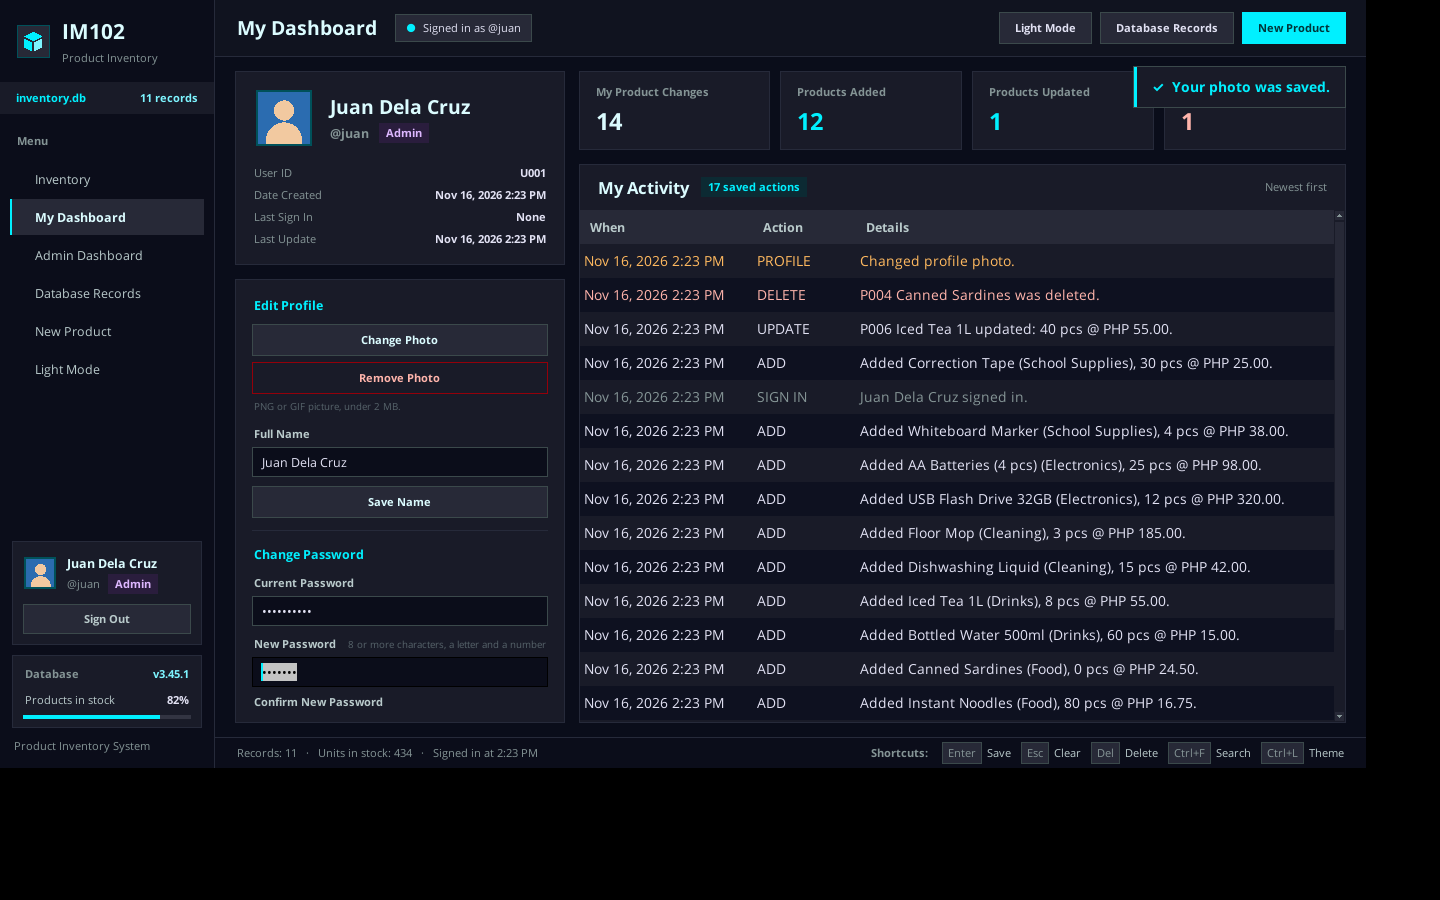 IM102
Product Inventory
inventory.db 11 records
Menu
Inventory
My Dashboard
Admin Dashboard
Database Records
New Product
Light Mode
Juan Dela Cruz
@juan Admin
Sign Out
Database v3.45.1
Products in stock 82%
Product Inventory System
My Dashboard Signed in as @juan Light Mode Database Records New Product
Juan Dela Cruz
@juan Admin
User ID U001
Date Created Nov 16, 2026 2:23 PM
Last Sign In None
Last Update Nov 16, 2026 2:23 PM
Edit Profile
Change Photo
Remove Photo
PNG or GIF picture, under 2 MB.
Full Name
Juan Dela Cruz
Save Name
Change Password
Current Password
••••••••••
New Password 8 or more characters, a letter and a number
•••••••
Confirm New Password
My Product Changes
14
Products Added
12
Products Updated
1
✓ Your photo was saved.
1
My Activity 17 saved actions Newest first
When Action Details
Nov 16, 2026 2:23 PM PROFILE Changed profile photo.
Nov 16, 2026 2:23 PM DELETE P004 Canned Sardines was deleted.
Nov 16, 2026 2:23 PM UPDATE P006 Iced Tea 1L updated: 40 pcs @ PHP 55.00.
Nov 16, 2026 2:23 PM ADD Added Correction Tape (School Supplies), 30 pcs @ PHP 25.00.
Nov 16, 2026 2:23 PM SIGN IN Juan Dela Cruz signed in.
Nov 16, 2026 2:23 PM ADD Added Whiteboard Marker (School Supplies), 4 pcs @ PHP 38.00.
Nov 16, 2026 2:23 PM ADD Added AA Batteries (4 pcs) (Electronics), 25 pcs @ PHP 98.00.
Nov 16, 2026 2:23 PM ADD Added USB Flash Drive 32GB (Electronics), 12 pcs @ PHP 320.00.
Nov 16, 2026 2:23 PM ADD Added Floor Mop (Cleaning), 3 pcs @ PHP 185.00.
Nov 16, 2026 2:23 PM ADD Added Dishwashing Liquid (Cleaning), 15 pcs @ PHP 42.00.
Nov 16, 2026 2:23 PM ADD Added Iced Tea 1L (Drinks), 8 pcs @ PHP 55.00.
Nov 16, 2026 2:23 PM ADD Added Bottled Water 500ml (Drinks), 60 pcs @ PHP 15.00.
Nov 16, 2026 2:23 PM ADD Added Canned Sardines (Food), 0 pcs @ PHP 24.50.
Nov 16, 2026 2:23 PM ADD Added Instant Noodles (Food), 80 pcs @ PHP 16.75.
Records: 11 · Units in stock: 434 · Signed in at 2:23 PM Shortcuts: Enter Save Esc Clear Del Delete Ctrl+F Search Ctrl+L Theme